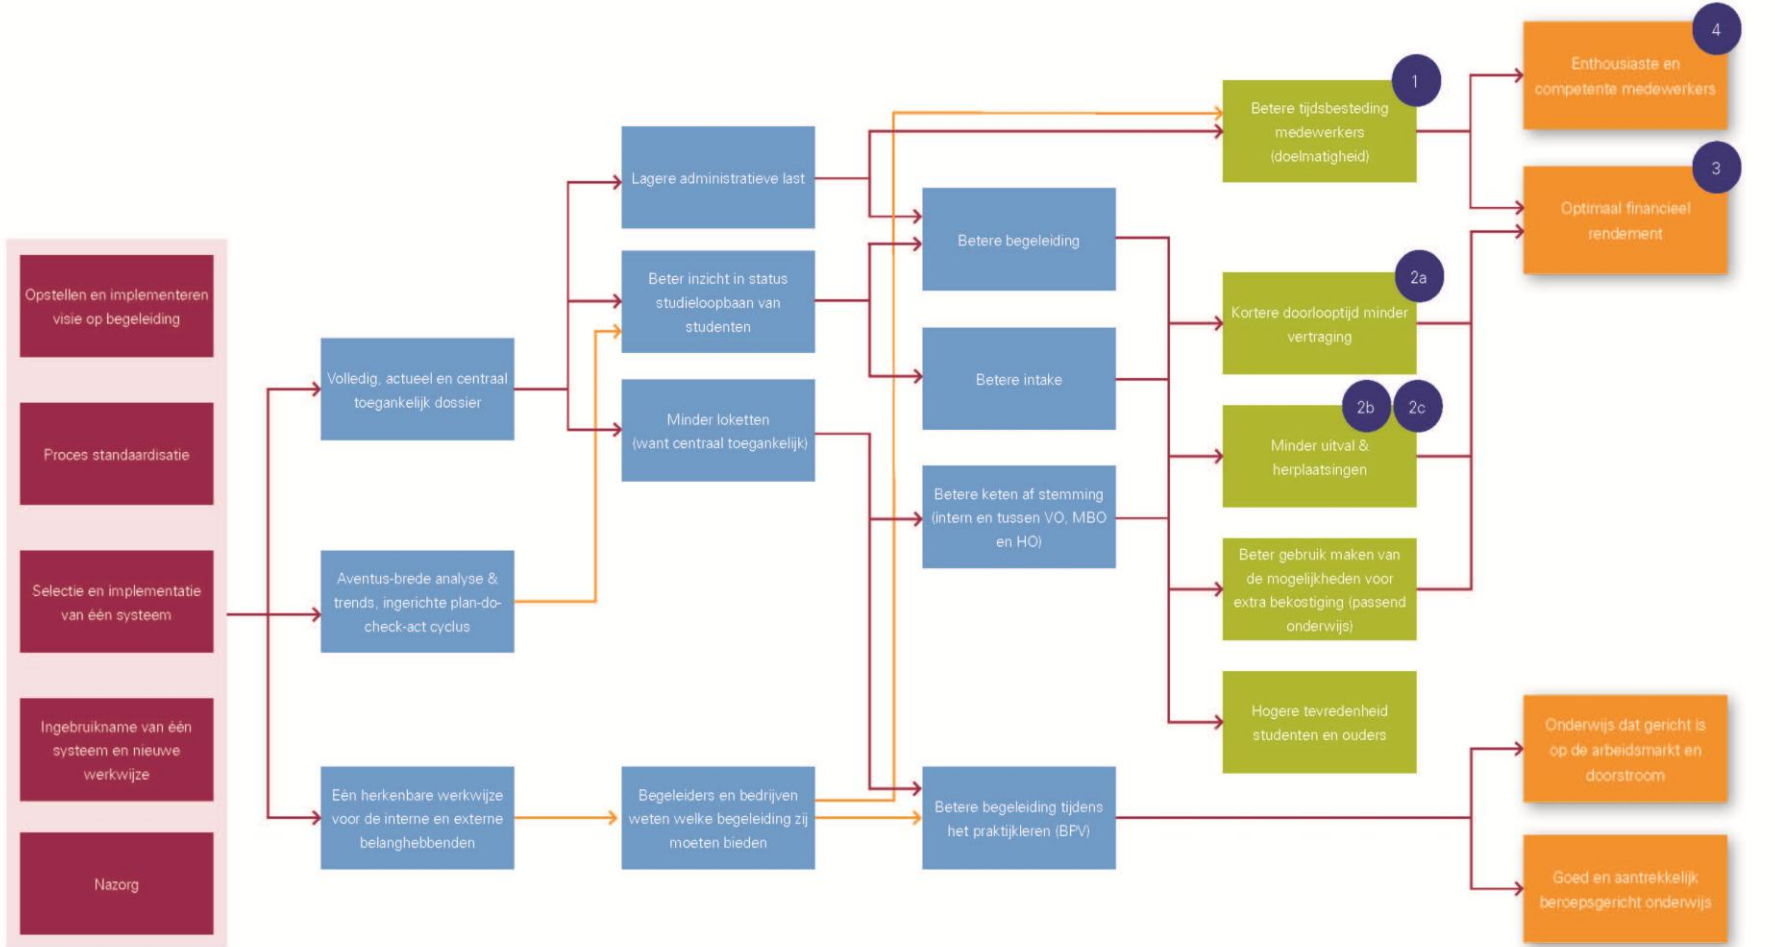 Opstellen en implementeren
visie op begeleiding
Proces standaardisatie
Selectie en implementatie
van één systeem
Ingebruikname van één
systeem en nieuwe
werkwijze
Nazorg
Volledig, actueel en centraal
toegankelijk dossier
Aventus-brede analyse &
trends, ingerichte plan-do-
check-act cyclus
Eén herkenbare werkwijze
voor de interne en externe
belanghebbenden
Lagere administratieve last
Beter inzicht in status
studieloopbaan van
studenten
Minder loketten
(want centraal toegankelijk)
Begeleiders en bedrijven
weten welke begeleiding zij
moeten bieden
Betere begeleiding
Betere intake
Betere keten af stemming
(intern en tussen VO, MBO
en HO)
Betere begeleiding tijdens
het praktijkleren (BPV)
1
Betere tijdsbesteding
medewerkers
(doelmatigheid)
2a
Kortere doorlooptijd minder
vertraging
2b 2c
Minder uitval &
herplaatsingen
Beter gebruik maken van
de mogelijkheden voor
extra bekostiging (passend
onderwijs)
Hogere tevredenheid
studenten en ouders
4
Enthousiaste en
competente medewerkers
3
Optimaal financieel
rendement
Onderwijs dat gericht is
op de arbeidsmarkt en
doorstroom
Goed en aantrekkelijk
beroepsgericht onderwijs